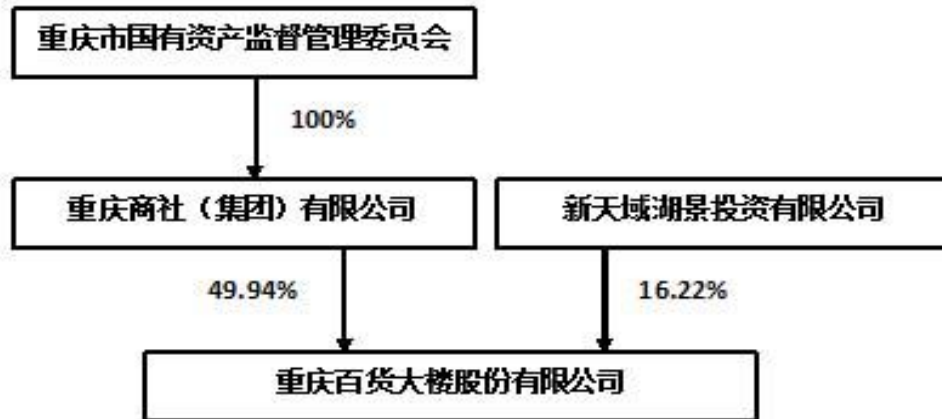 重庆市国有资产监督管理委员会
100%
重庆商社（集团）有限公司
新天域湖景投资有限公司
49.94%
16.22%
重庆百货大楼股份有限公司